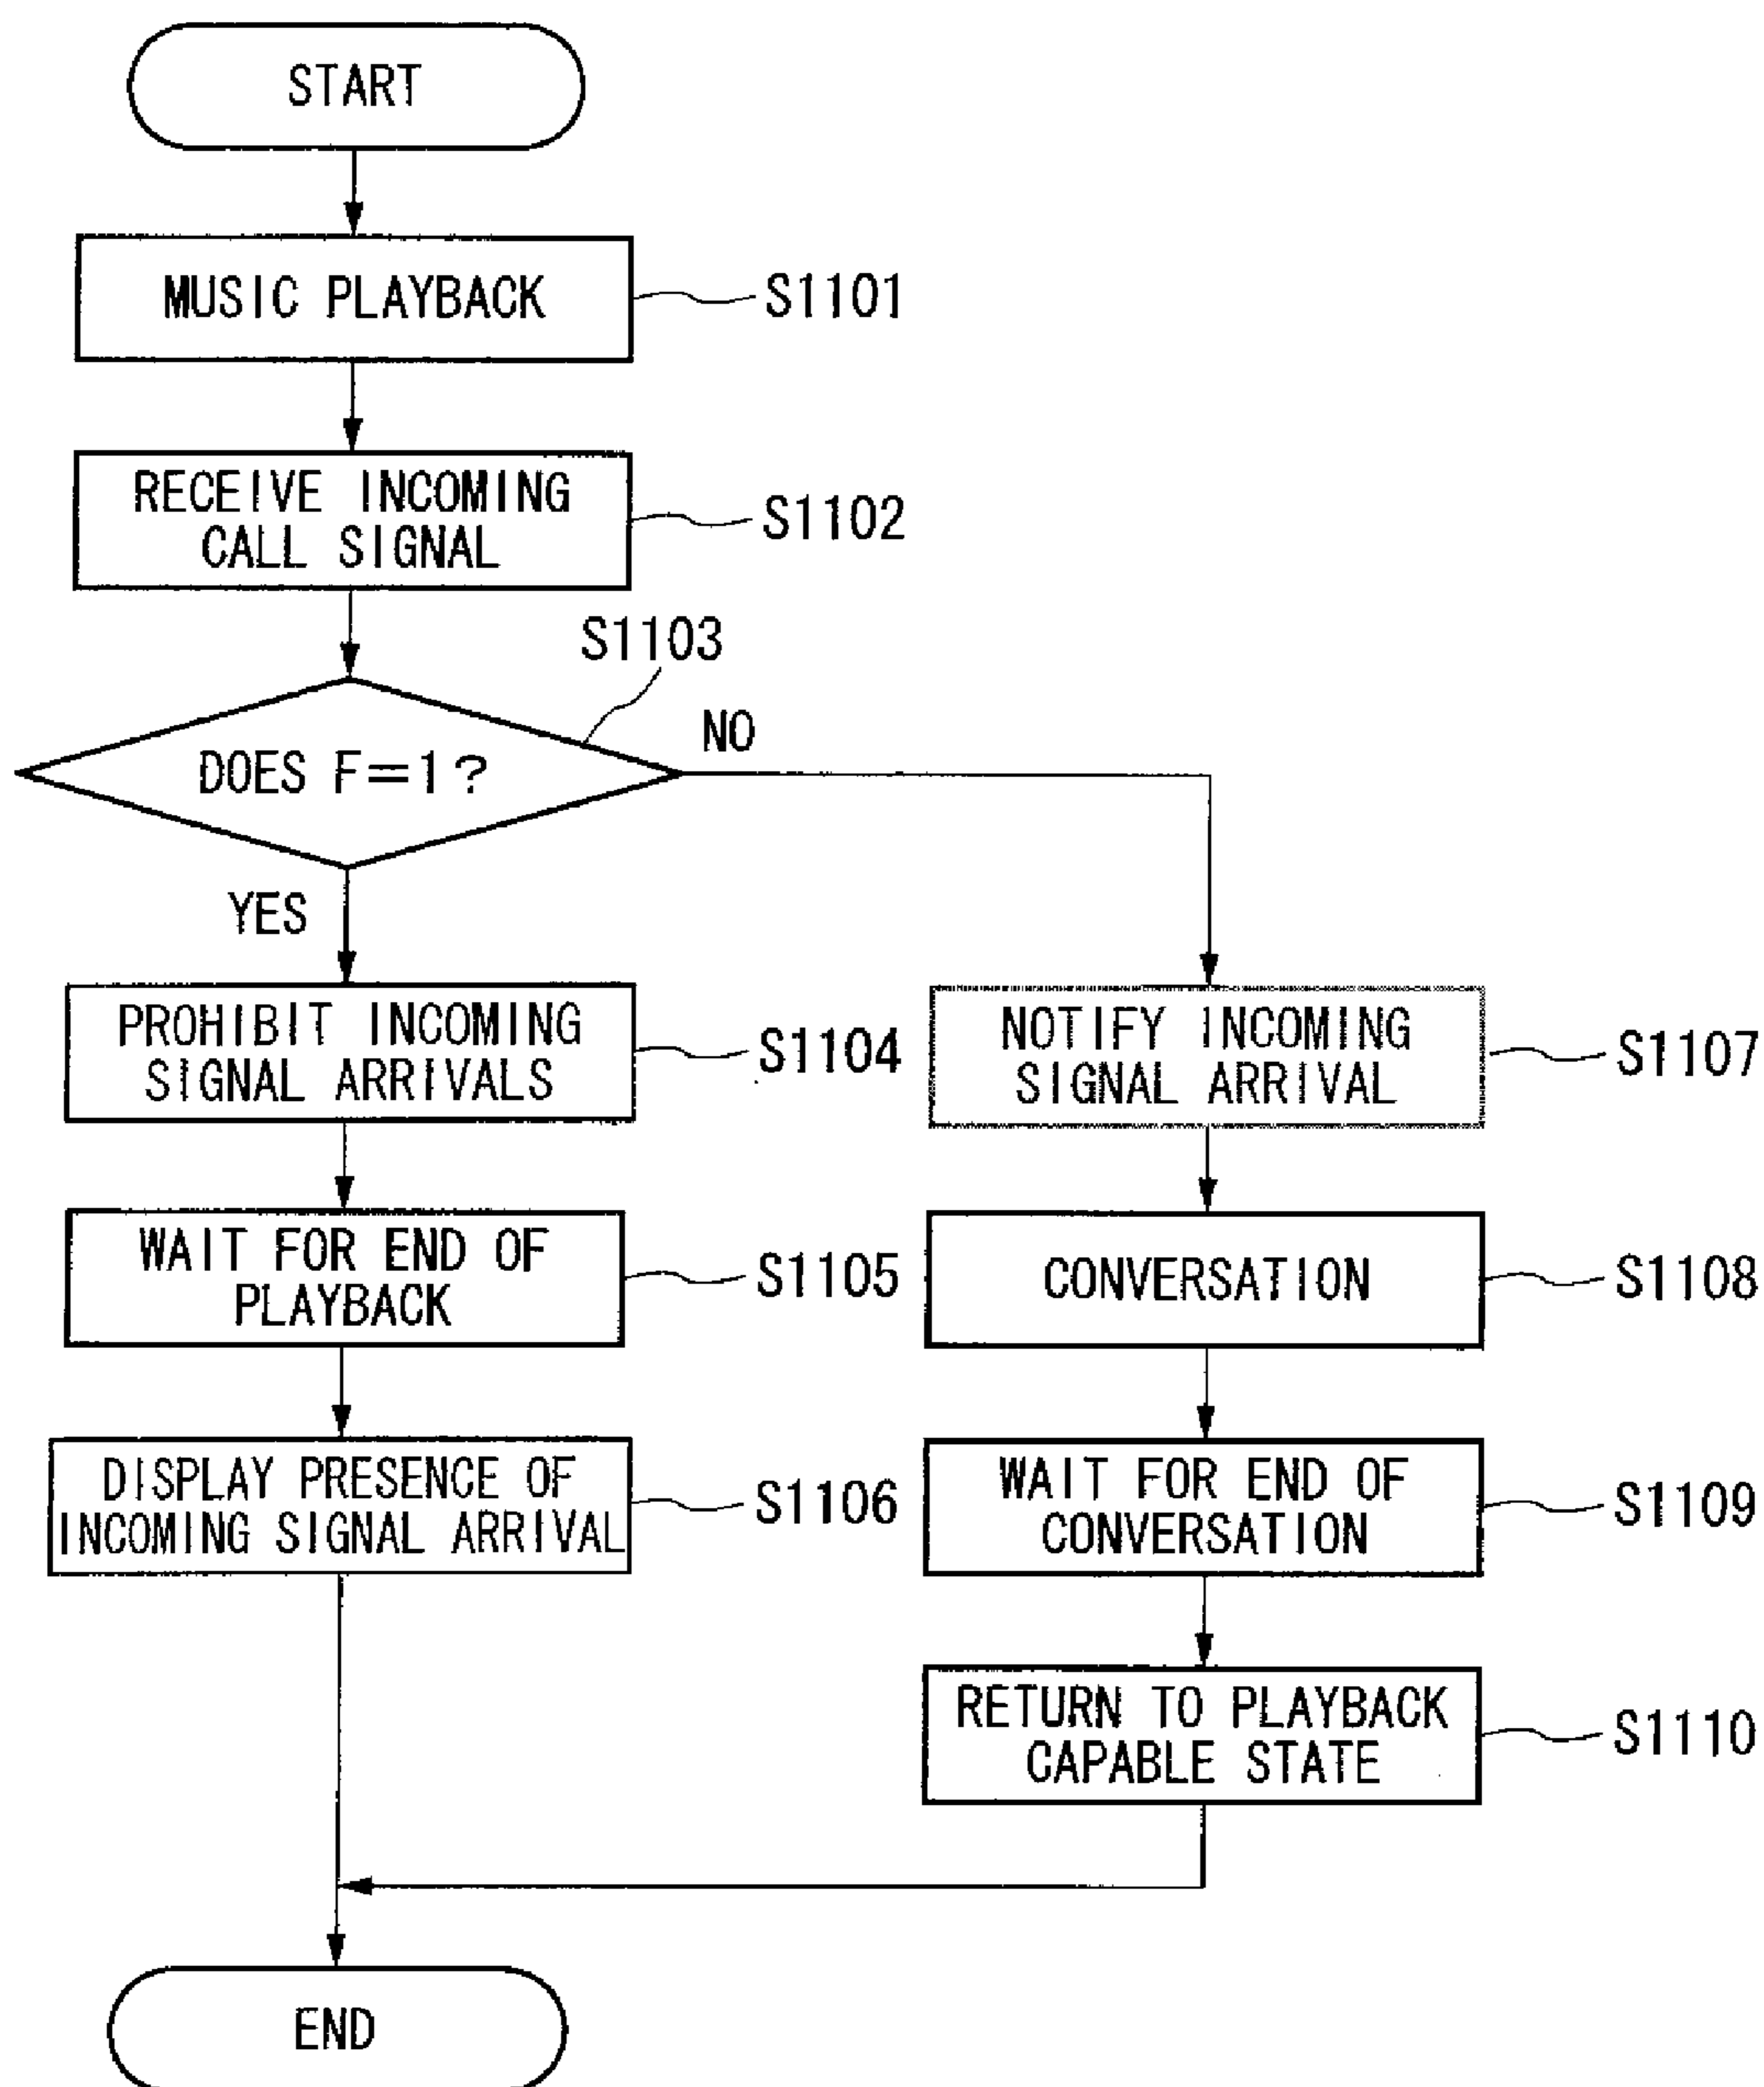 START
MUSIC PLAYBACK
S1101
RECEIVE INCOMING
CALL SIGNAL
S1102
S1103
DOES F=1?
NO
YES
PROHIBIT INCOMING
SIGNAL ARRIVALS
S1104
NOTIFY INCOMING
SIGNAL ARRIVAL
S1107
WAIT FOR END OF
PLAYBACK
S1105
CONVERSATION
S1108
DISPLAY PRESENCE OF
INCOMING SIGNAL ARRIVAL
S1106
WAIT FOR END OF
CONVERSATION
S1109
RETURN TO PLAYBACK
CAPABLE STATE
S1110
END